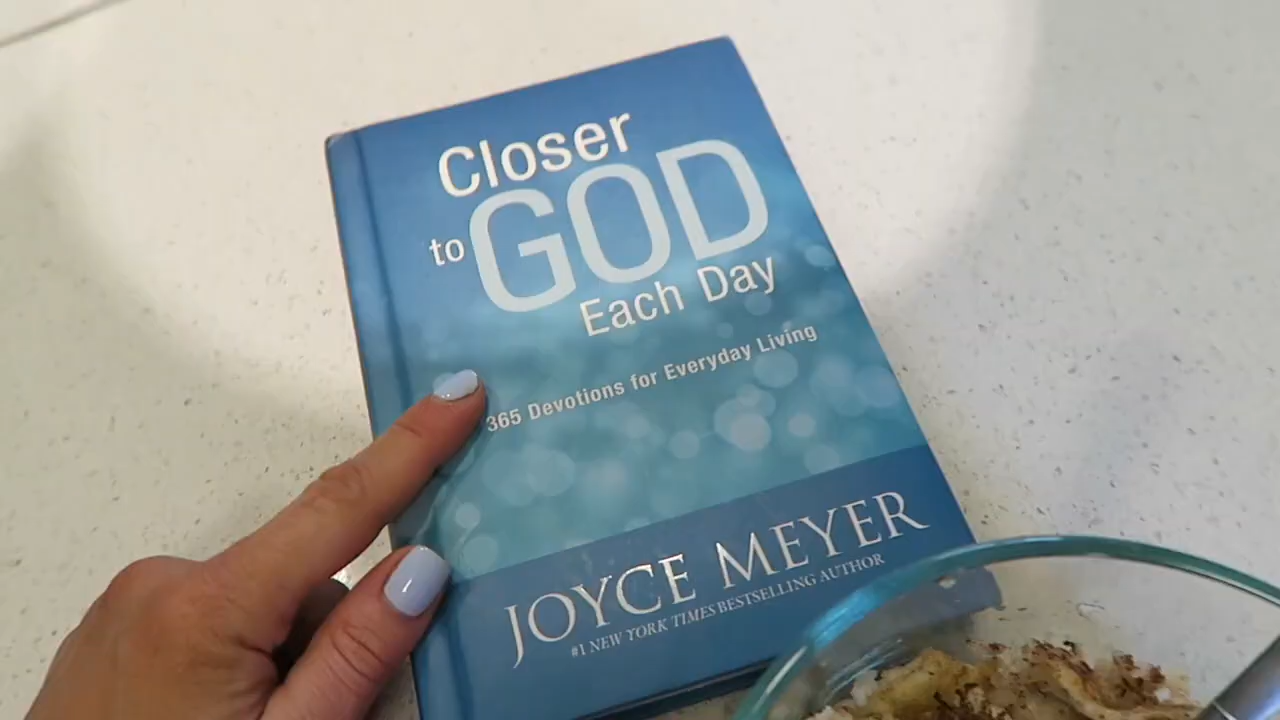 Closer
to GOD
Each Day
365 Devotions for Everyday Living
JOYCE MEYER
#1 NEW YORK TIMES BESTSELLING AUTHOR